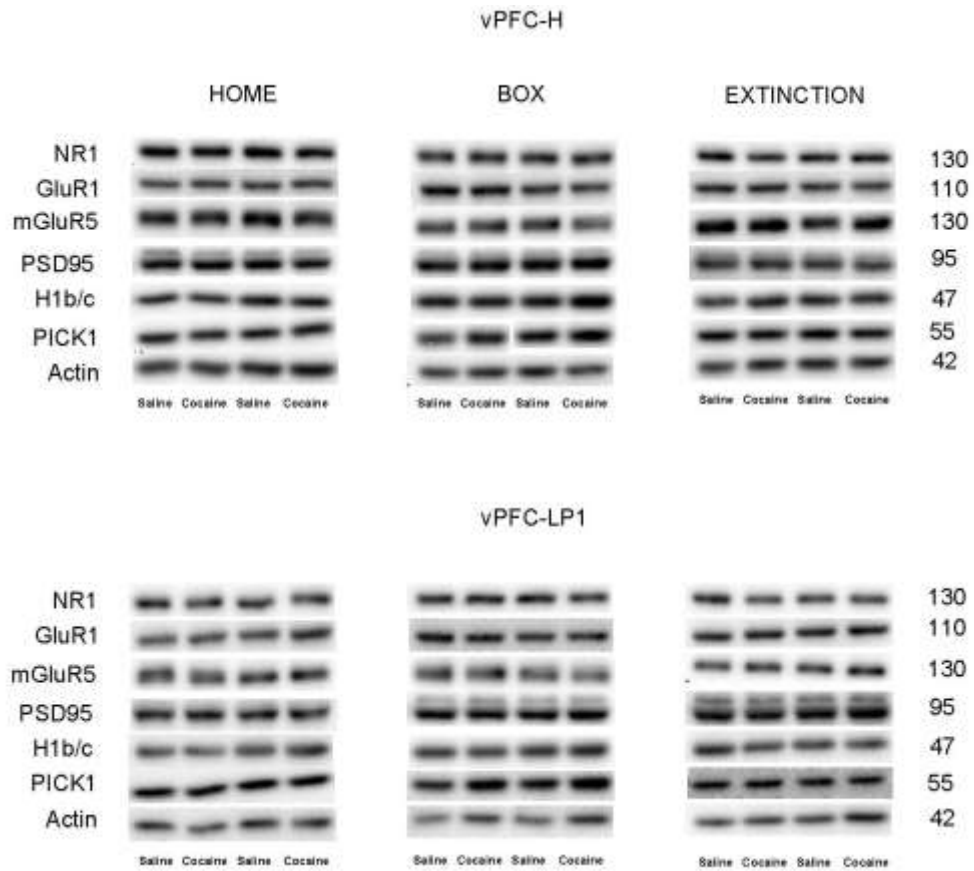 vPFC-H
HOME BOX EXTINCTION
NR1 130
GluR1 110
mGluR5 130
PSD95 95
H1b/c 47
PICK1 55
Actin 42
Saline Cocaine Saline Cocaine Saline Cocaine Saline Cocaine Saline Cocaine Saline Cocaine
vPFC-LP1
NR1 130
GluR1 110
mGluR5 130
PSD95 95
H1b/c 47
PICK1 55
Actin 42
Saline Cocaine Saline Cocaine Saline Cocaine Saline Cocaine Saline Cocaine Saline Cocaine